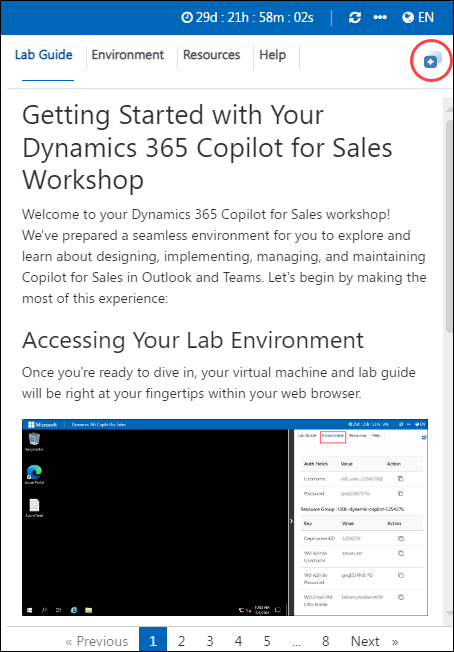 29d : 21h : 58m : 02s EN
Lab Guide Environment Resources Help
Getting Started with Your
Dynamics 365 Copilot for Sales
Workshop
Welcome to your Dynamics 365 Copilot for Sales workshop!
We've prepared a seamless environment for you to explore and
learn about designing, implementing, managing, and maintaining
Copilot for Sales in Outlook and Teams. Let's begin by making the
most of this experience:
Accessing Your Lab Environment
Once you're ready to dive in, your virtual machine and lab guide
will be right at your fingertips within your web browser.
Microsoft Dynamics 365 Copilot for Sales
Lab Guide Environment Resources Help
Recycle Bin
Azure Portal
Auth Fields Value Action
Username
Password
Resource Group : ODL-dynamic-copilot-1254276
Key Value Action
DeploymentID 1254276
VM Admin
Username
azureuser
VM Admin
Password
Windows VM
DNS Name
« Previous 1 2 3 4 5 ... 8 Next »